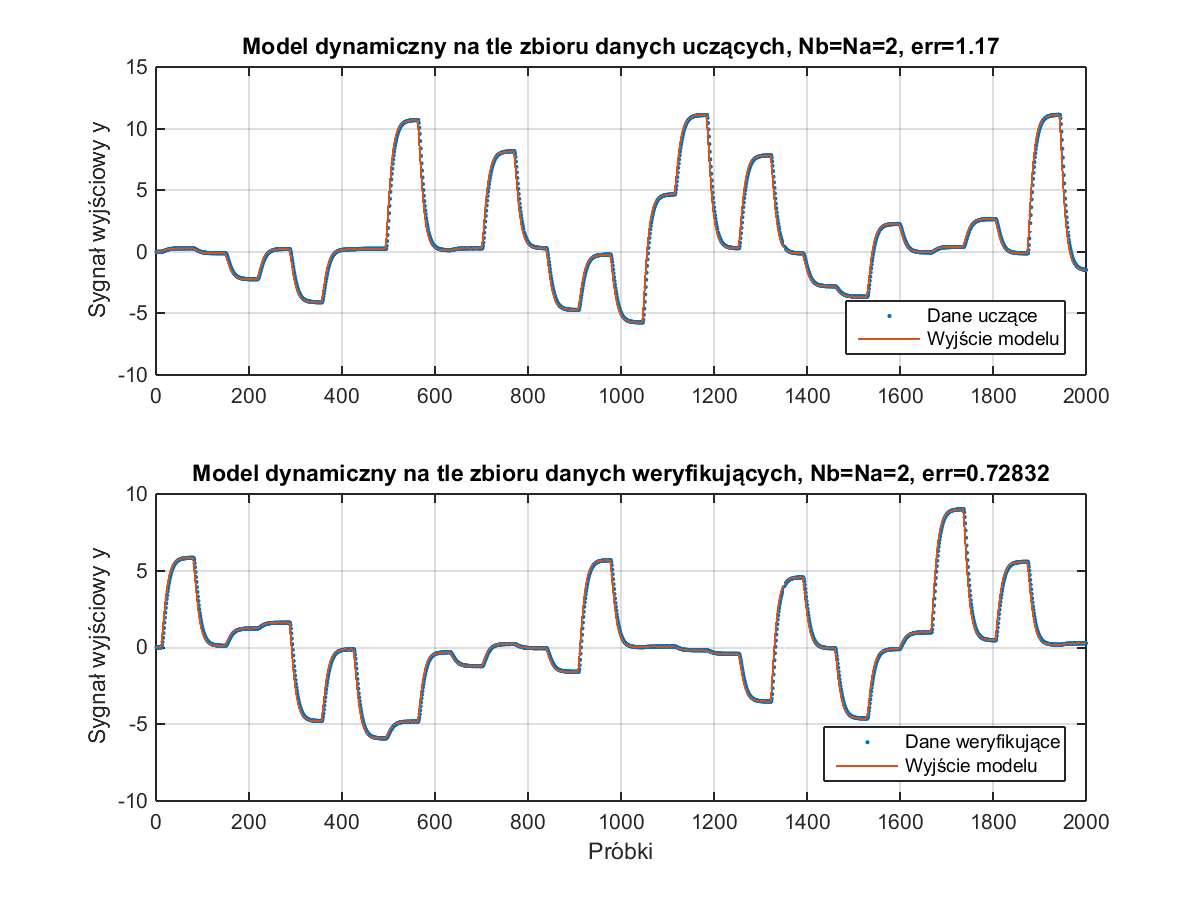 Model dynamiczny na tle zbioru danych uczących, Nb=Na=2, err=1.17
Sygnał wyjściowy y
15
10
5
0
-5
-10
0 200 400 600 800 1000 1200 1400 1600 1800 2000
Dane uczące
Wyjście modelu
Model dynamiczny na tle zbioru danych weryfikujących, Nb=Na=2, err=0.72832
Sygnał wyjściowy y
10
5
0
-5
-10
0 200 400 600 800 1000 1200 1400 1600 1800 2000
Dane weryfikujące
Wyjście modelu
Próbki